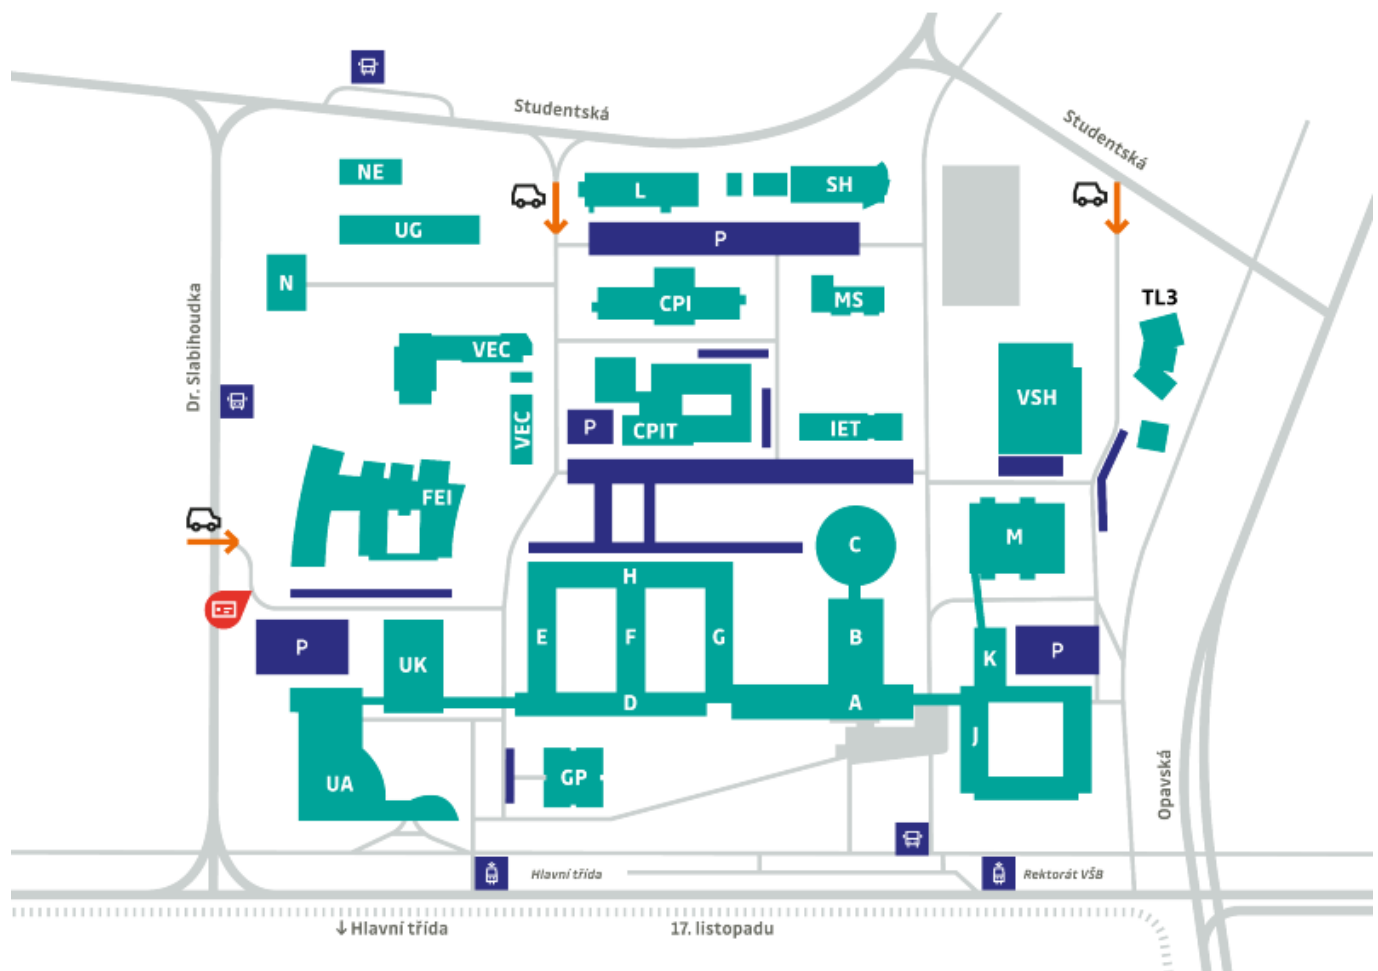 Studentská
Studentská
NE
L
SH
UG
P
N
CPI
MS
TL3
Dr. Slabihoudka
VEC
VSH
P
CPIT
VEC
IET
FEI
M
C
H
E
F
G
B
P
UK
K
P
D
A
J
UA
GP
Opavská
Hlavní třída
Rektorát VŠB
↓Hlavní třída
17. listopadu